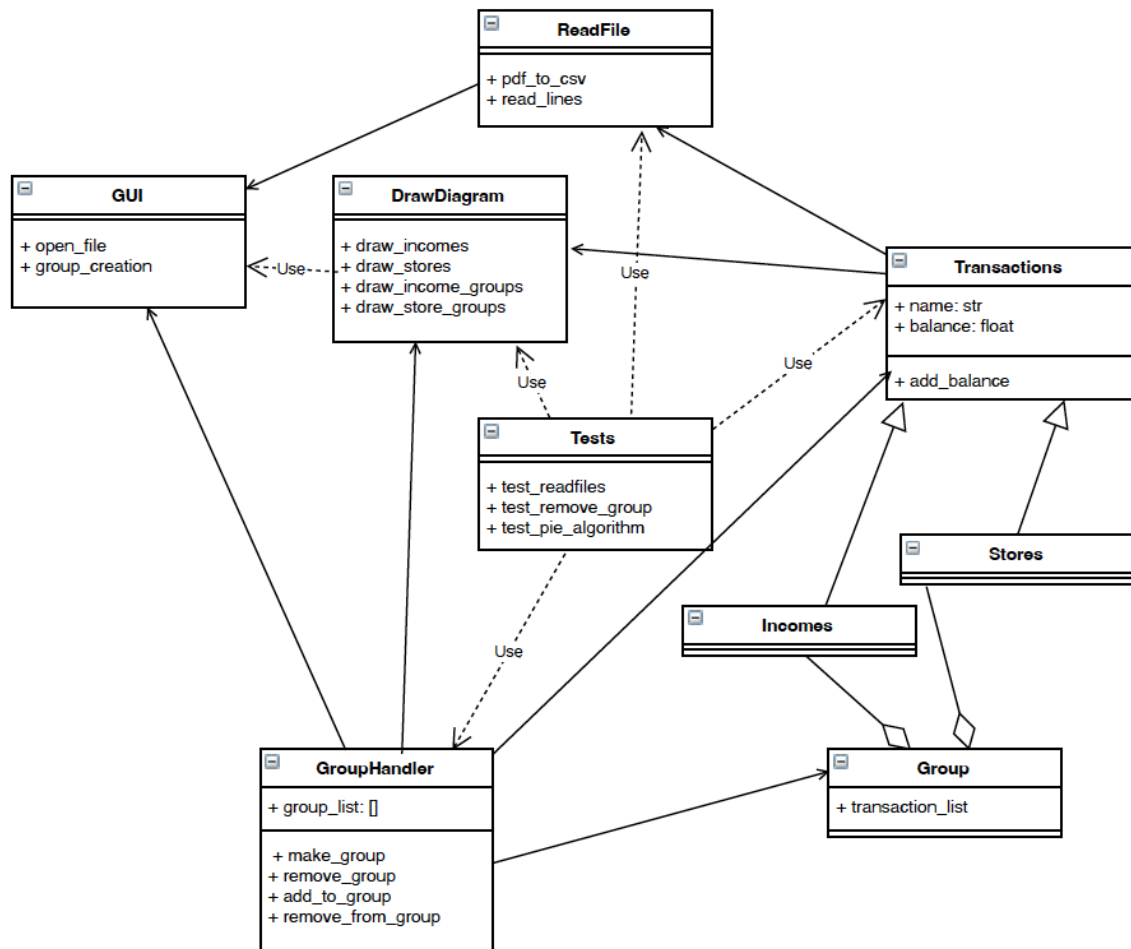 ReadFile
+ pdf_to_csv
+ read_lines
GUI
+ open_file
+ group_creation
DrawDiagram
+ draw_incomes
+ draw_stores
+ draw_income_groups
+ draw_store_groups
Use
Use
Transactions
+ name: str
+ balance: float
+ add_balance
Use
Use
Tests
+ test_readfiles
+ test_remove_group
+ test_pie_algorithm
Stores
Incomes
Use
GroupHandler
+ group_list: []
+ make_group
+ remove_group
+ add_to_group
+ remove_from_group
Group
+ transaction_list